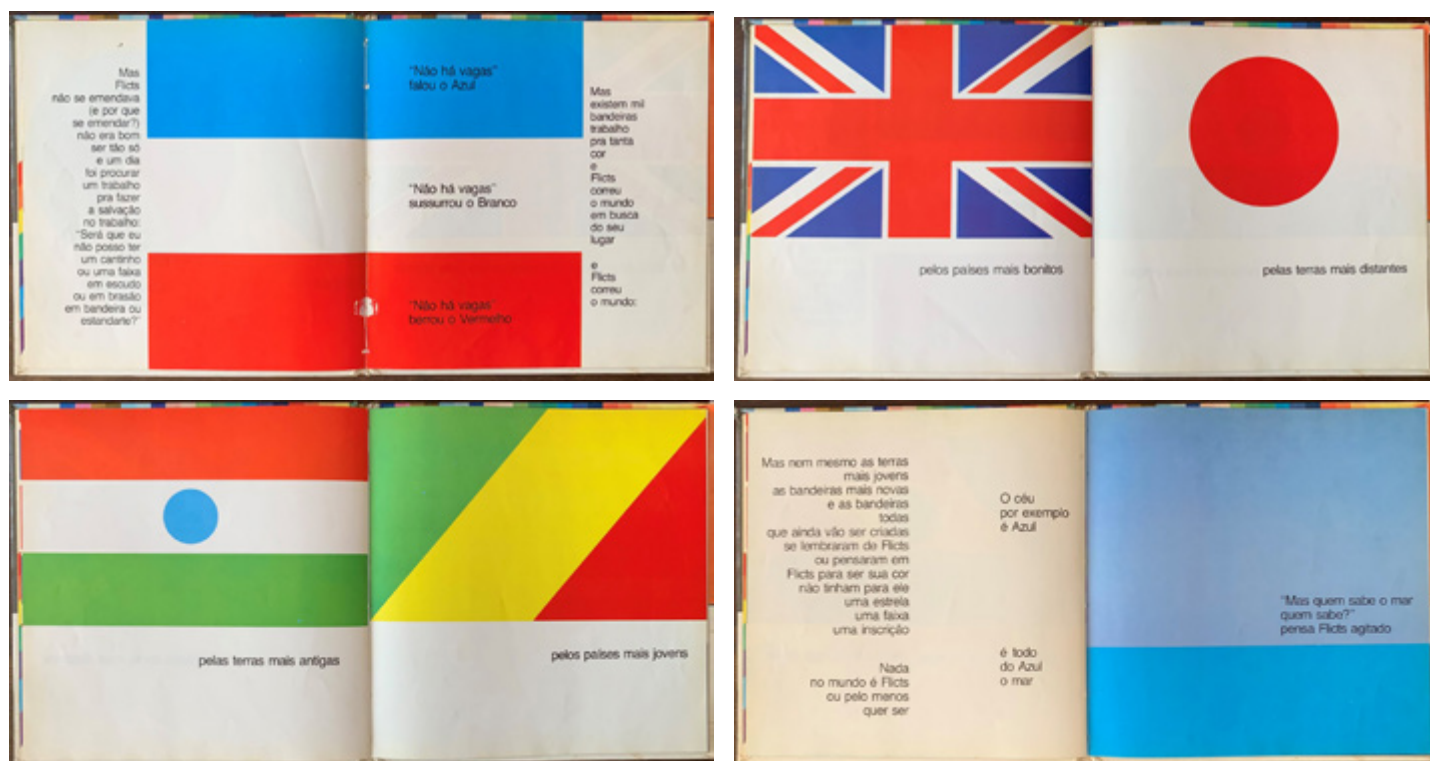 Mas
Flicts
não se emendava
(e por que
se emendar?)
não era bom
ser tão só
e um dia
foi procurar
um trabalho
pra fazer
a salvação
no trabalho:
"Será que eu
não posso ter
um cantinho
ou uma faixa
em escudo
ou em brasão
em bandeira ou
estandarte?"
"Não há vagas"
falou o Azul
"Não há vagas"
sussurrou o Branco
"Não há vagas"
berrou o Vermelho
Mas
existem mil
bandeiras
trabalho
pra tanta
cor
e
Flicts
correu
o mundo
em busca
do seu
lugar
e
Flicts
correu
o mundo:
pelos países mais bonitos
pelas terras mais distantes
pelas terras mais antigas
pelos países mais jovens
Mas nem mesmo as terras
mais jovens
as bandeiras mais novas
e as bandeiras
todas
que ainda vão ser criadas
se lembraram de Flicts
ou pensaram em
Flicts para ser sua cor
não tinham para ele
uma estrela
uma faixa
uma inscrição
Nada
no mundo é Flicts
ou pelo menos
quer ser
O céu
por exemplo
é Azul
é todo
do Azul
o mar
"Mas quem sabe o mar
quem sabe?"
pensa Flicts agitado